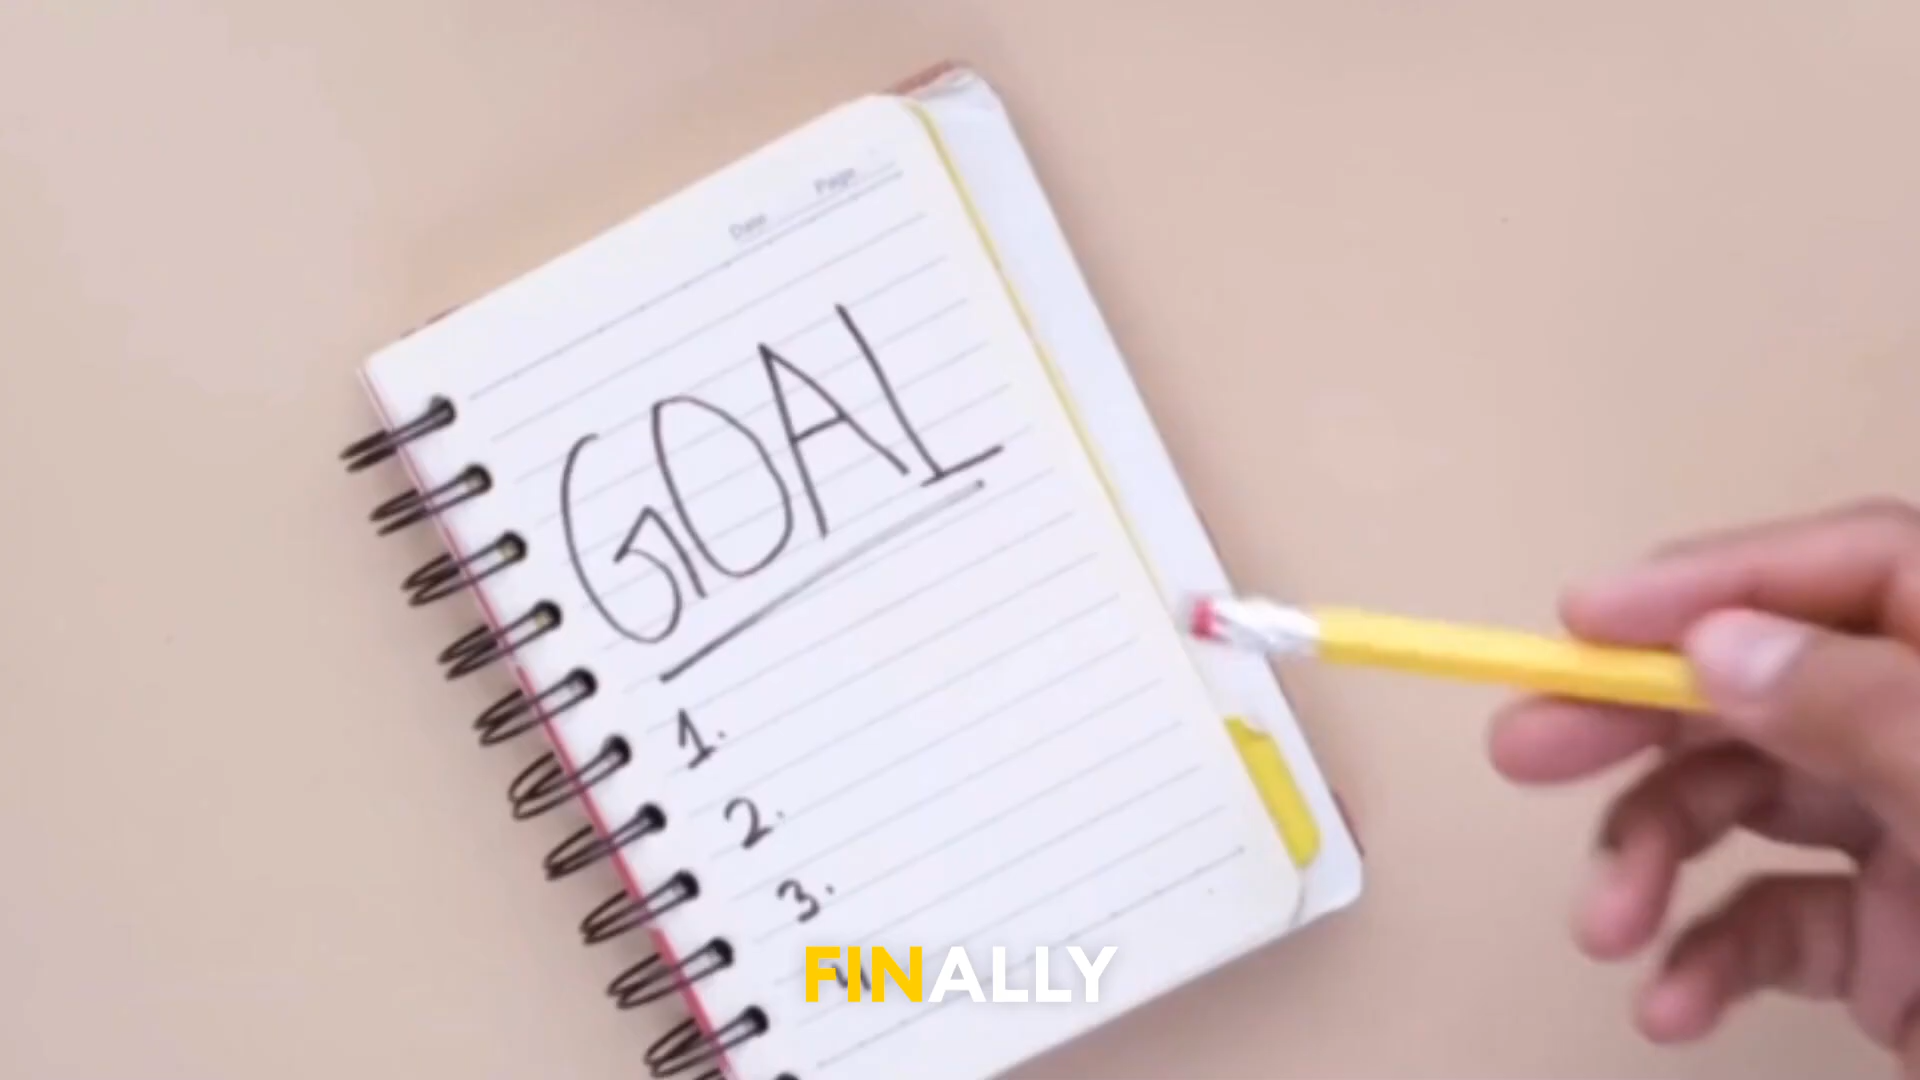 Page
Date
GOAL
1.
2.
3.
FINALLY